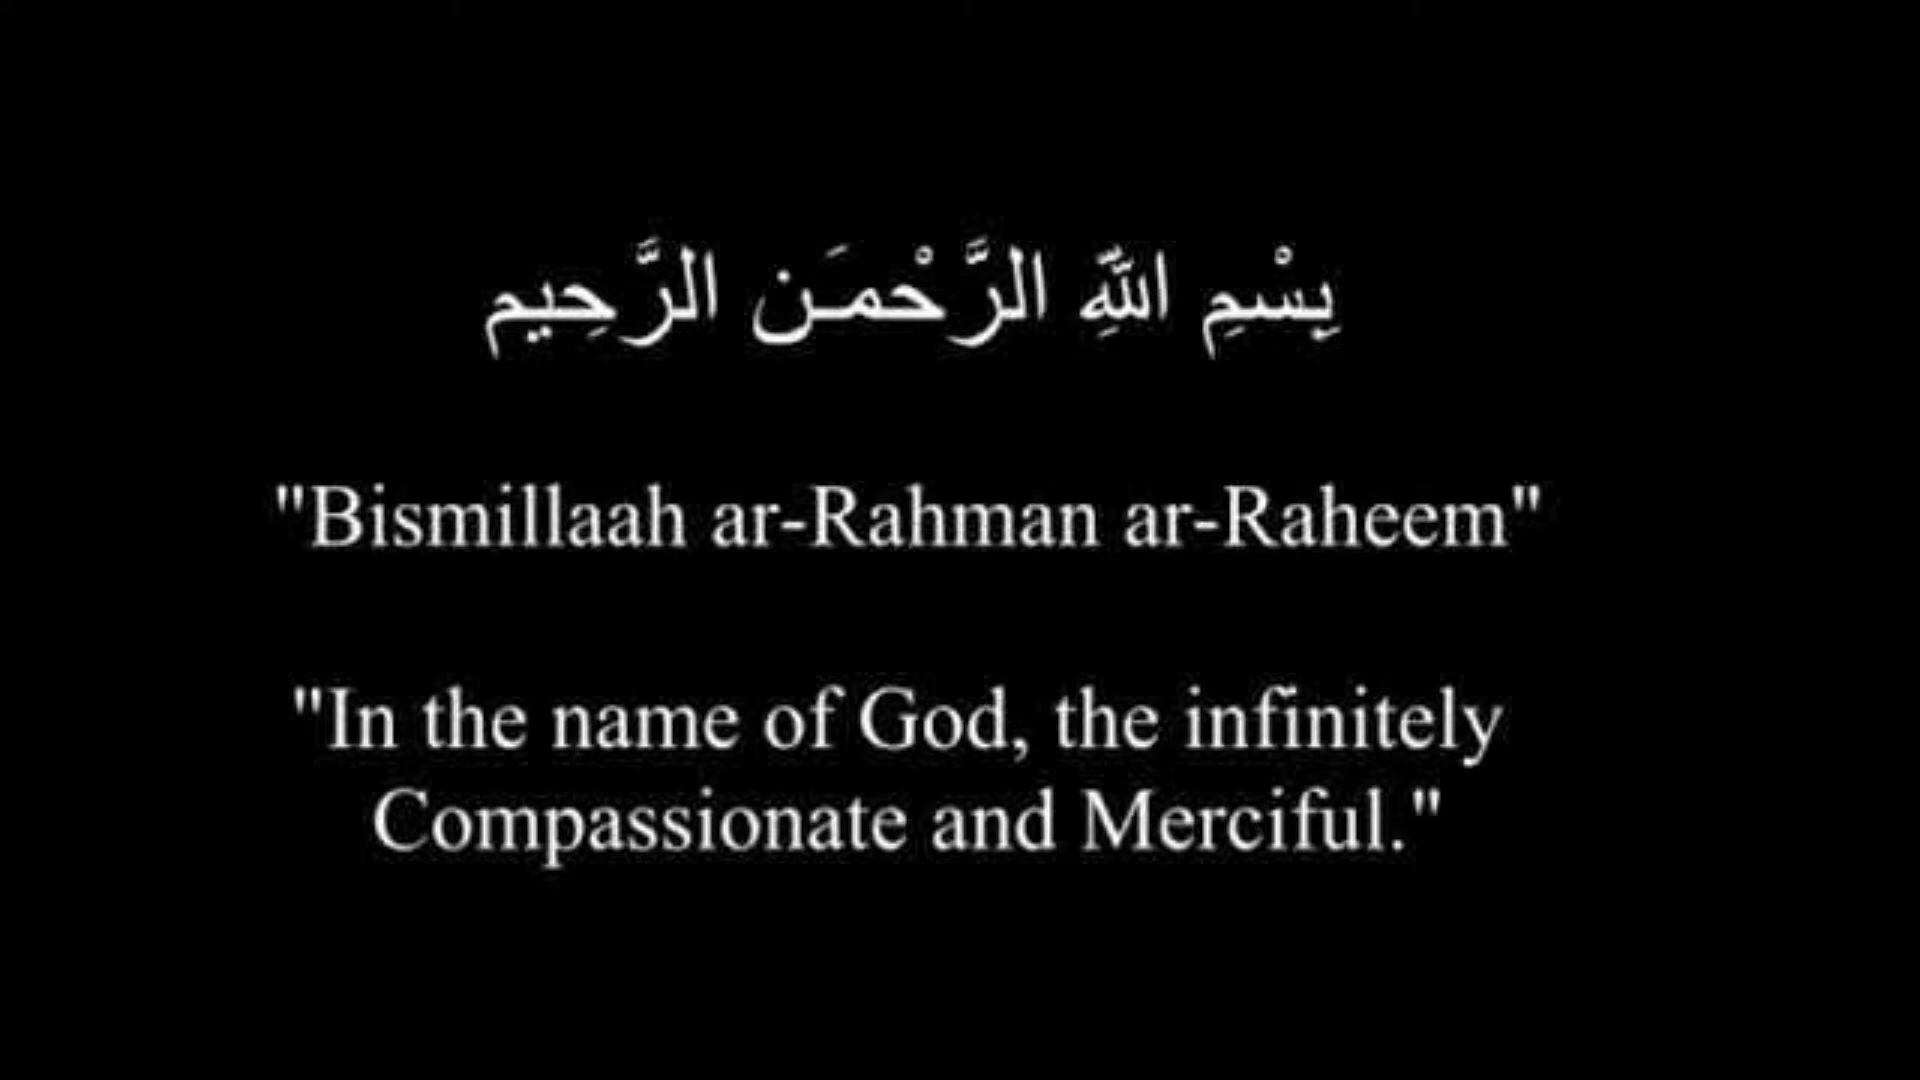 بِسْمِ اللَّهِ الرَّحْمَـَن الرَّحِيم
"Bismillaah ar-Rahman ar-Raheem"
"In the name of God, the infinitely
Compassionate and Merciful."